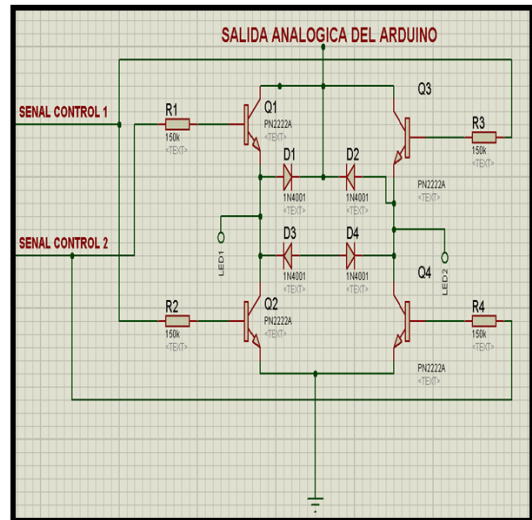 SALIDA ANALOGICA DEL ARDUINO
SENAL CONTROL 1
SENAL CONTROL 2
R1
150k
<TEXT>
Q1
PN2222A
<TEXT>
Q3
PN2222A
<TEXT>
R3
150k
<TEXT>
D1
1N4001
<TEXT>
D2
1N4001
<TEXT>
LED1
D3
1N4001
<TEXT>
D4
1N4001
<TEXT>
LED2
R2
150k
<TEXT>
Q2
PN2222A
<TEXT>
Q4
PN2222A
<TEXT>
R4
150k
<TEXT>